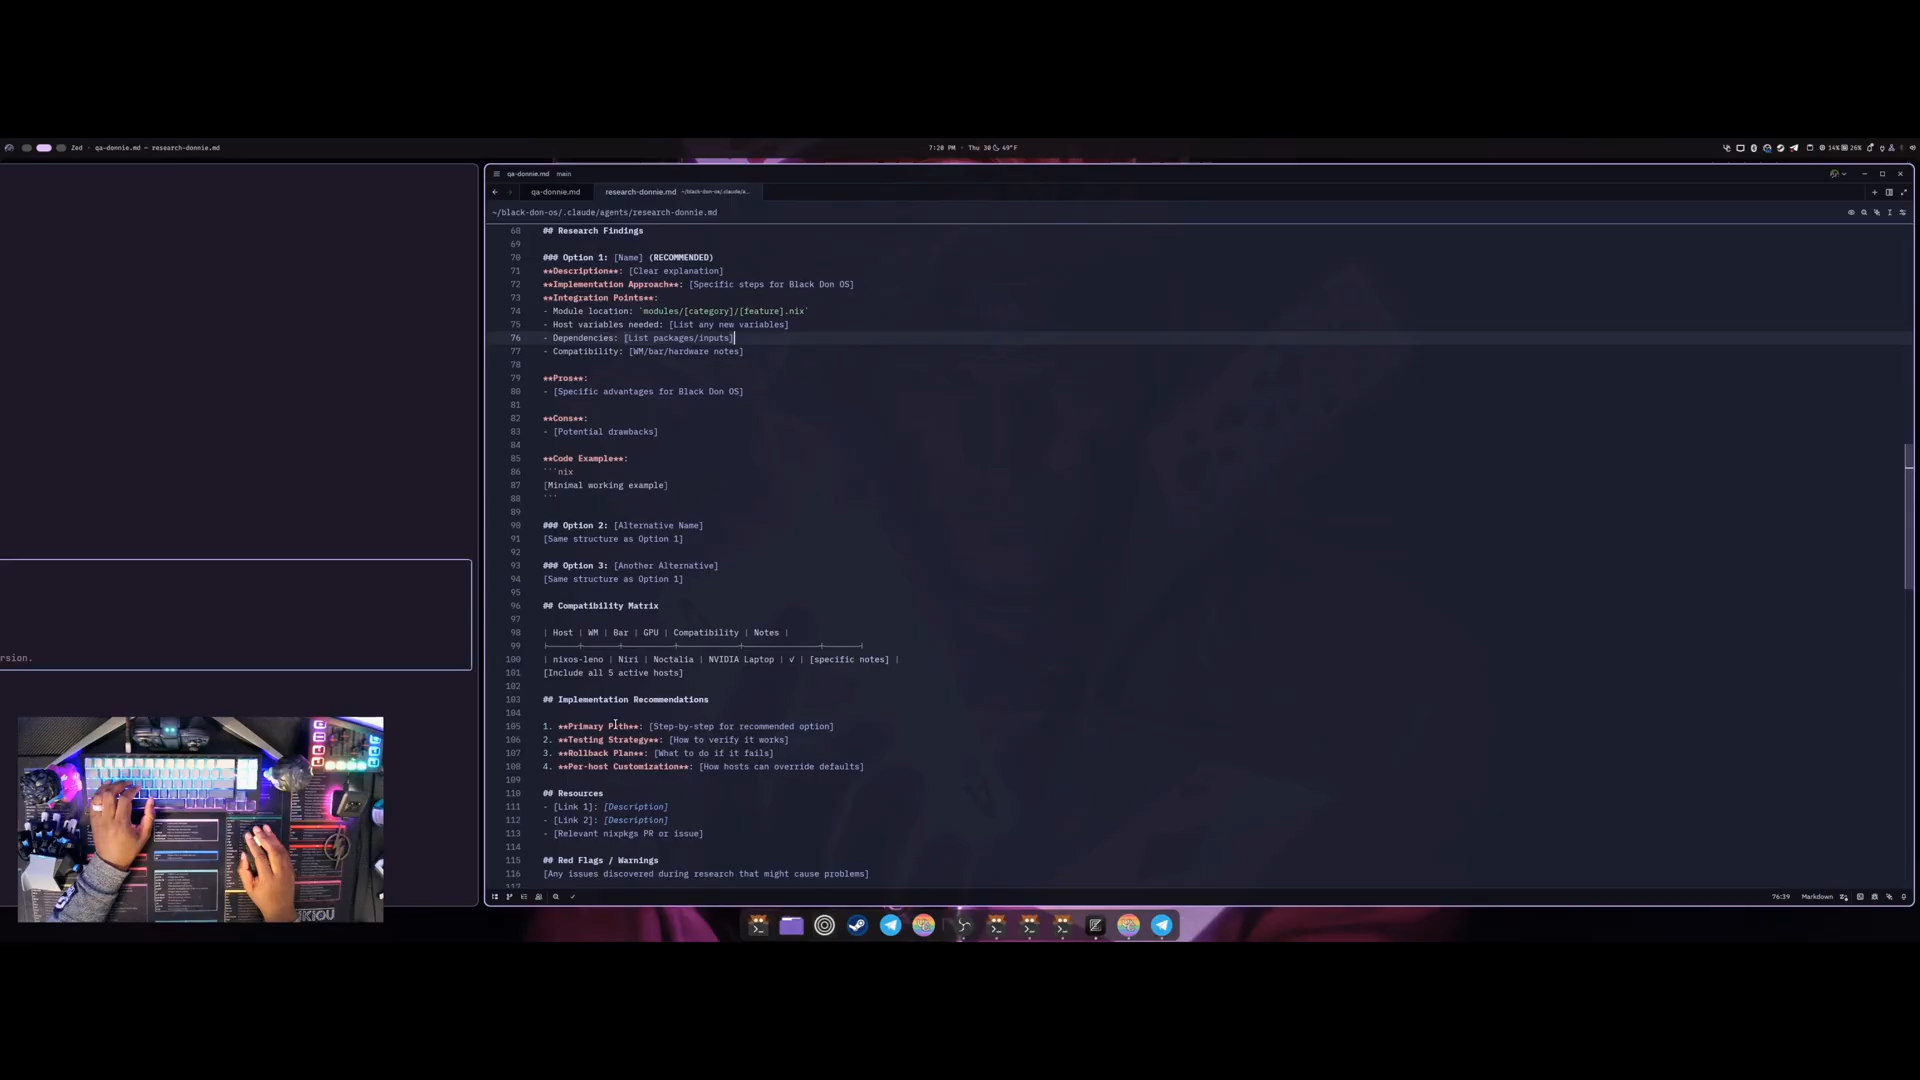 Zed · qa-donnie.md — research-donnie.md
7:20 PM · Thu 30
49°F
14%
26%
qa-donnie.md main
qa-donnie.md
research-donnie.md ~/black-don-os/.claude/a…
~/black-don-os/.claude/agents/research-donnie.md
68 ## Research Findings
69
70 ### Option 1: [Name] (RECOMMENDED)
71 **Description**: [Clear explanation]
72 **Implementation Approach**: [Specific steps for Black Don OS]
73 **Integration Points**:
74 - Module location: `modules/[category]/[feature].nix`
75 - Host variables needed: [List any new variables]
76 - Dependencies: [List packages/inputs]
77 - Compatibility: [WM/bar/hardware notes]
78
79 **Pros**:
80 - [Specific advantages for Black Don OS]
81
82 **Cons**:
83 - [Potential drawbacks]
84
85 **Code Example**:
86 ```nix
87 [Minimal working example]
88 ```
89
90 ### Option 2: [Alternative Name]
91 [Same structure as Option 1]
92
93 ### Option 3: [Another Alternative]
94 [Same structure as Option 1]
95
96 ## Compatibility Matrix
97
98 | Host | WM | Bar | GPU | Compatibility | Notes |
99
100 | nixos-leno | Niri | Noctalia | NVIDIA Laptop | √ | [specific notes] |
101 [Include all 5 active hosts]
102
103 ## Implementation Recommendations
104
105 1. **Primary Path**: [Step-by-step for recommended option]
106 2. **Testing Strategy**: [How to verify it works]
107 3. **Rollback Plan**: [What to do if it fails]
108 4. **Per-host Customization**: [How hosts can override defaults]
109
110 ## Resources
111 - [Link 1]: [Description]
112 - [Link 2]: [Description]
113 - [Relevant nixpkgs PR or issue]
114
115 ## Red Flags / Warnings
116 [Any issues discovered during research that might cause problems]
117
rsion.
76:39 Markdown